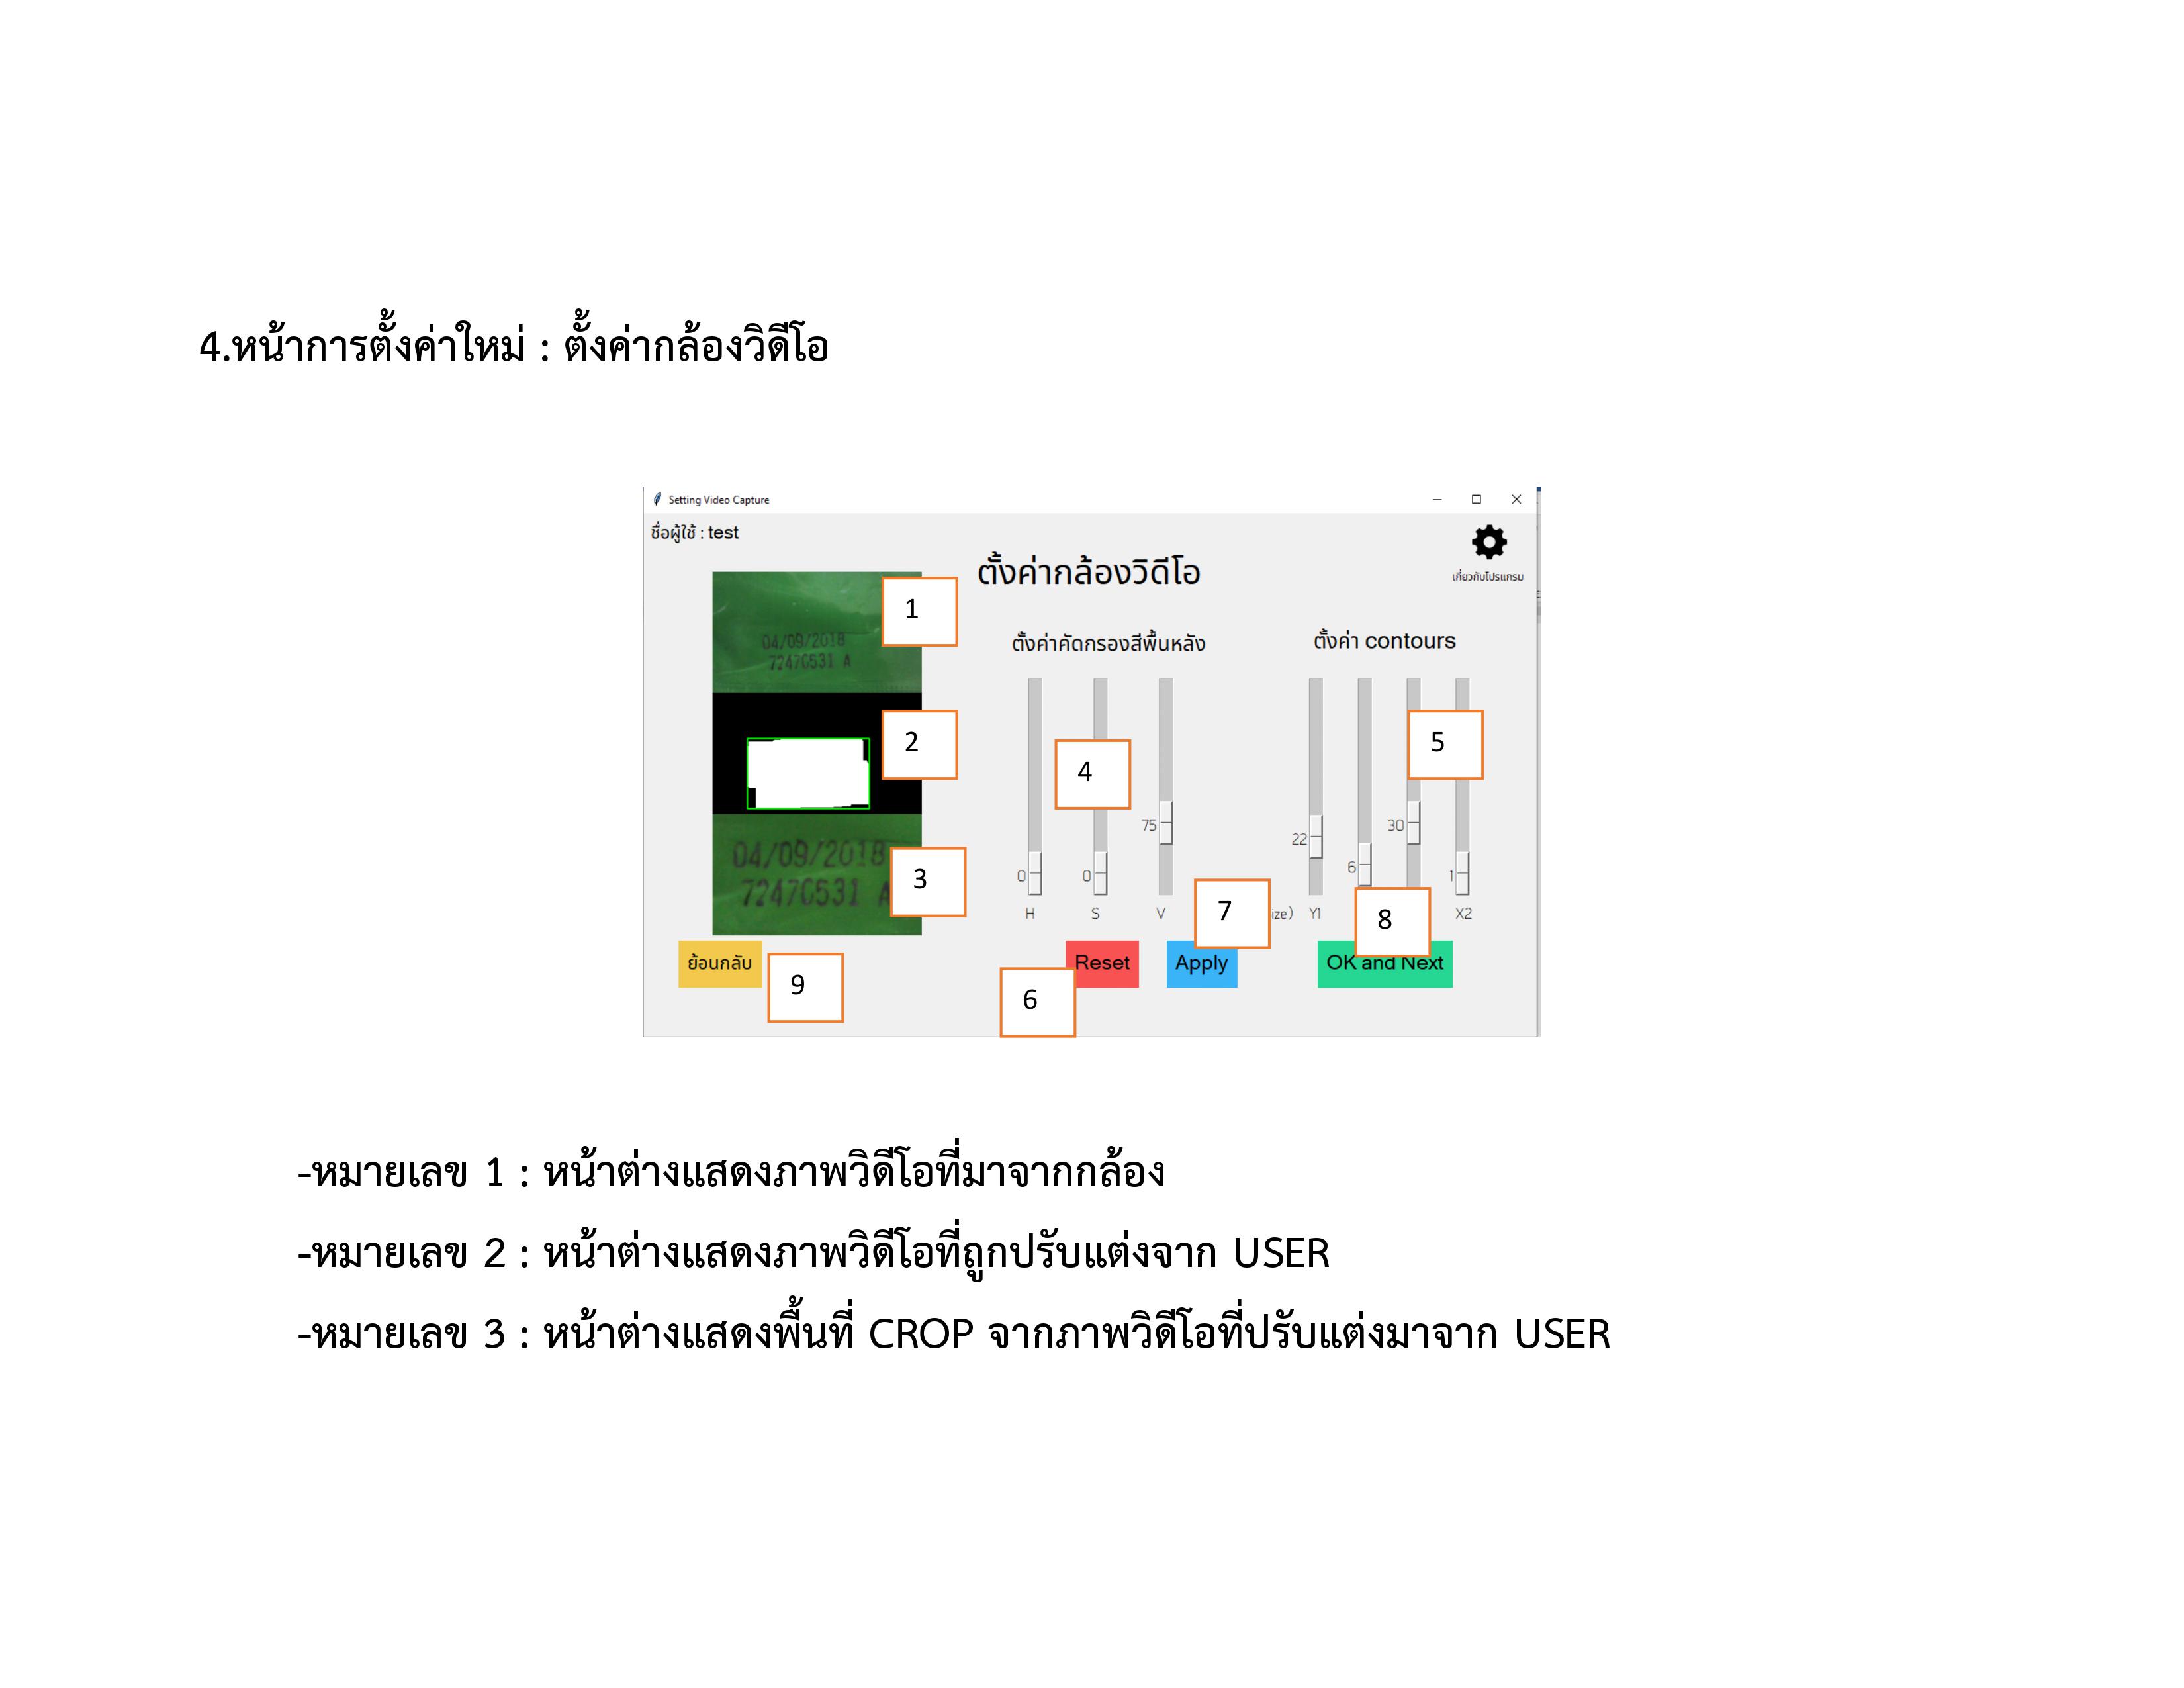 4.หน้าการตั้งค่าใหม่ : ตั้งค่ากล้องวิดีโอ
Setting Video Capture
ชื่อผู้ใช้ : test
ตั้งค่ากล้องวิดีโอ
เกี่ยวกับโปรแกรม
1
04/09/2018
7247C531 A
ตั้งค่าคัดกรองสีพื้นหลัง
ตั้งค่า contours
2
4
5
75
22
30
6
0
0
1
04/09/2018
7247C531 A
3
H S V
7
ize) Y1
8
X2
ย้อนกลับ
9
6
Reset
Apply
OK and Next
-หมายเลข 1 : หน้าต่างแสดงภาพวิดีโอที่มาจากกล้อง
-หมายเลข 2 : หน้าต่างแสดงภาพวิดีโอที่ถูกปรับแต่งจาก USER
-หมายเลข 3 : หน้าต่างแสดงพื้นที่ CROP จากภาพวิดีโอที่ปรับแต่งมาจาก USER